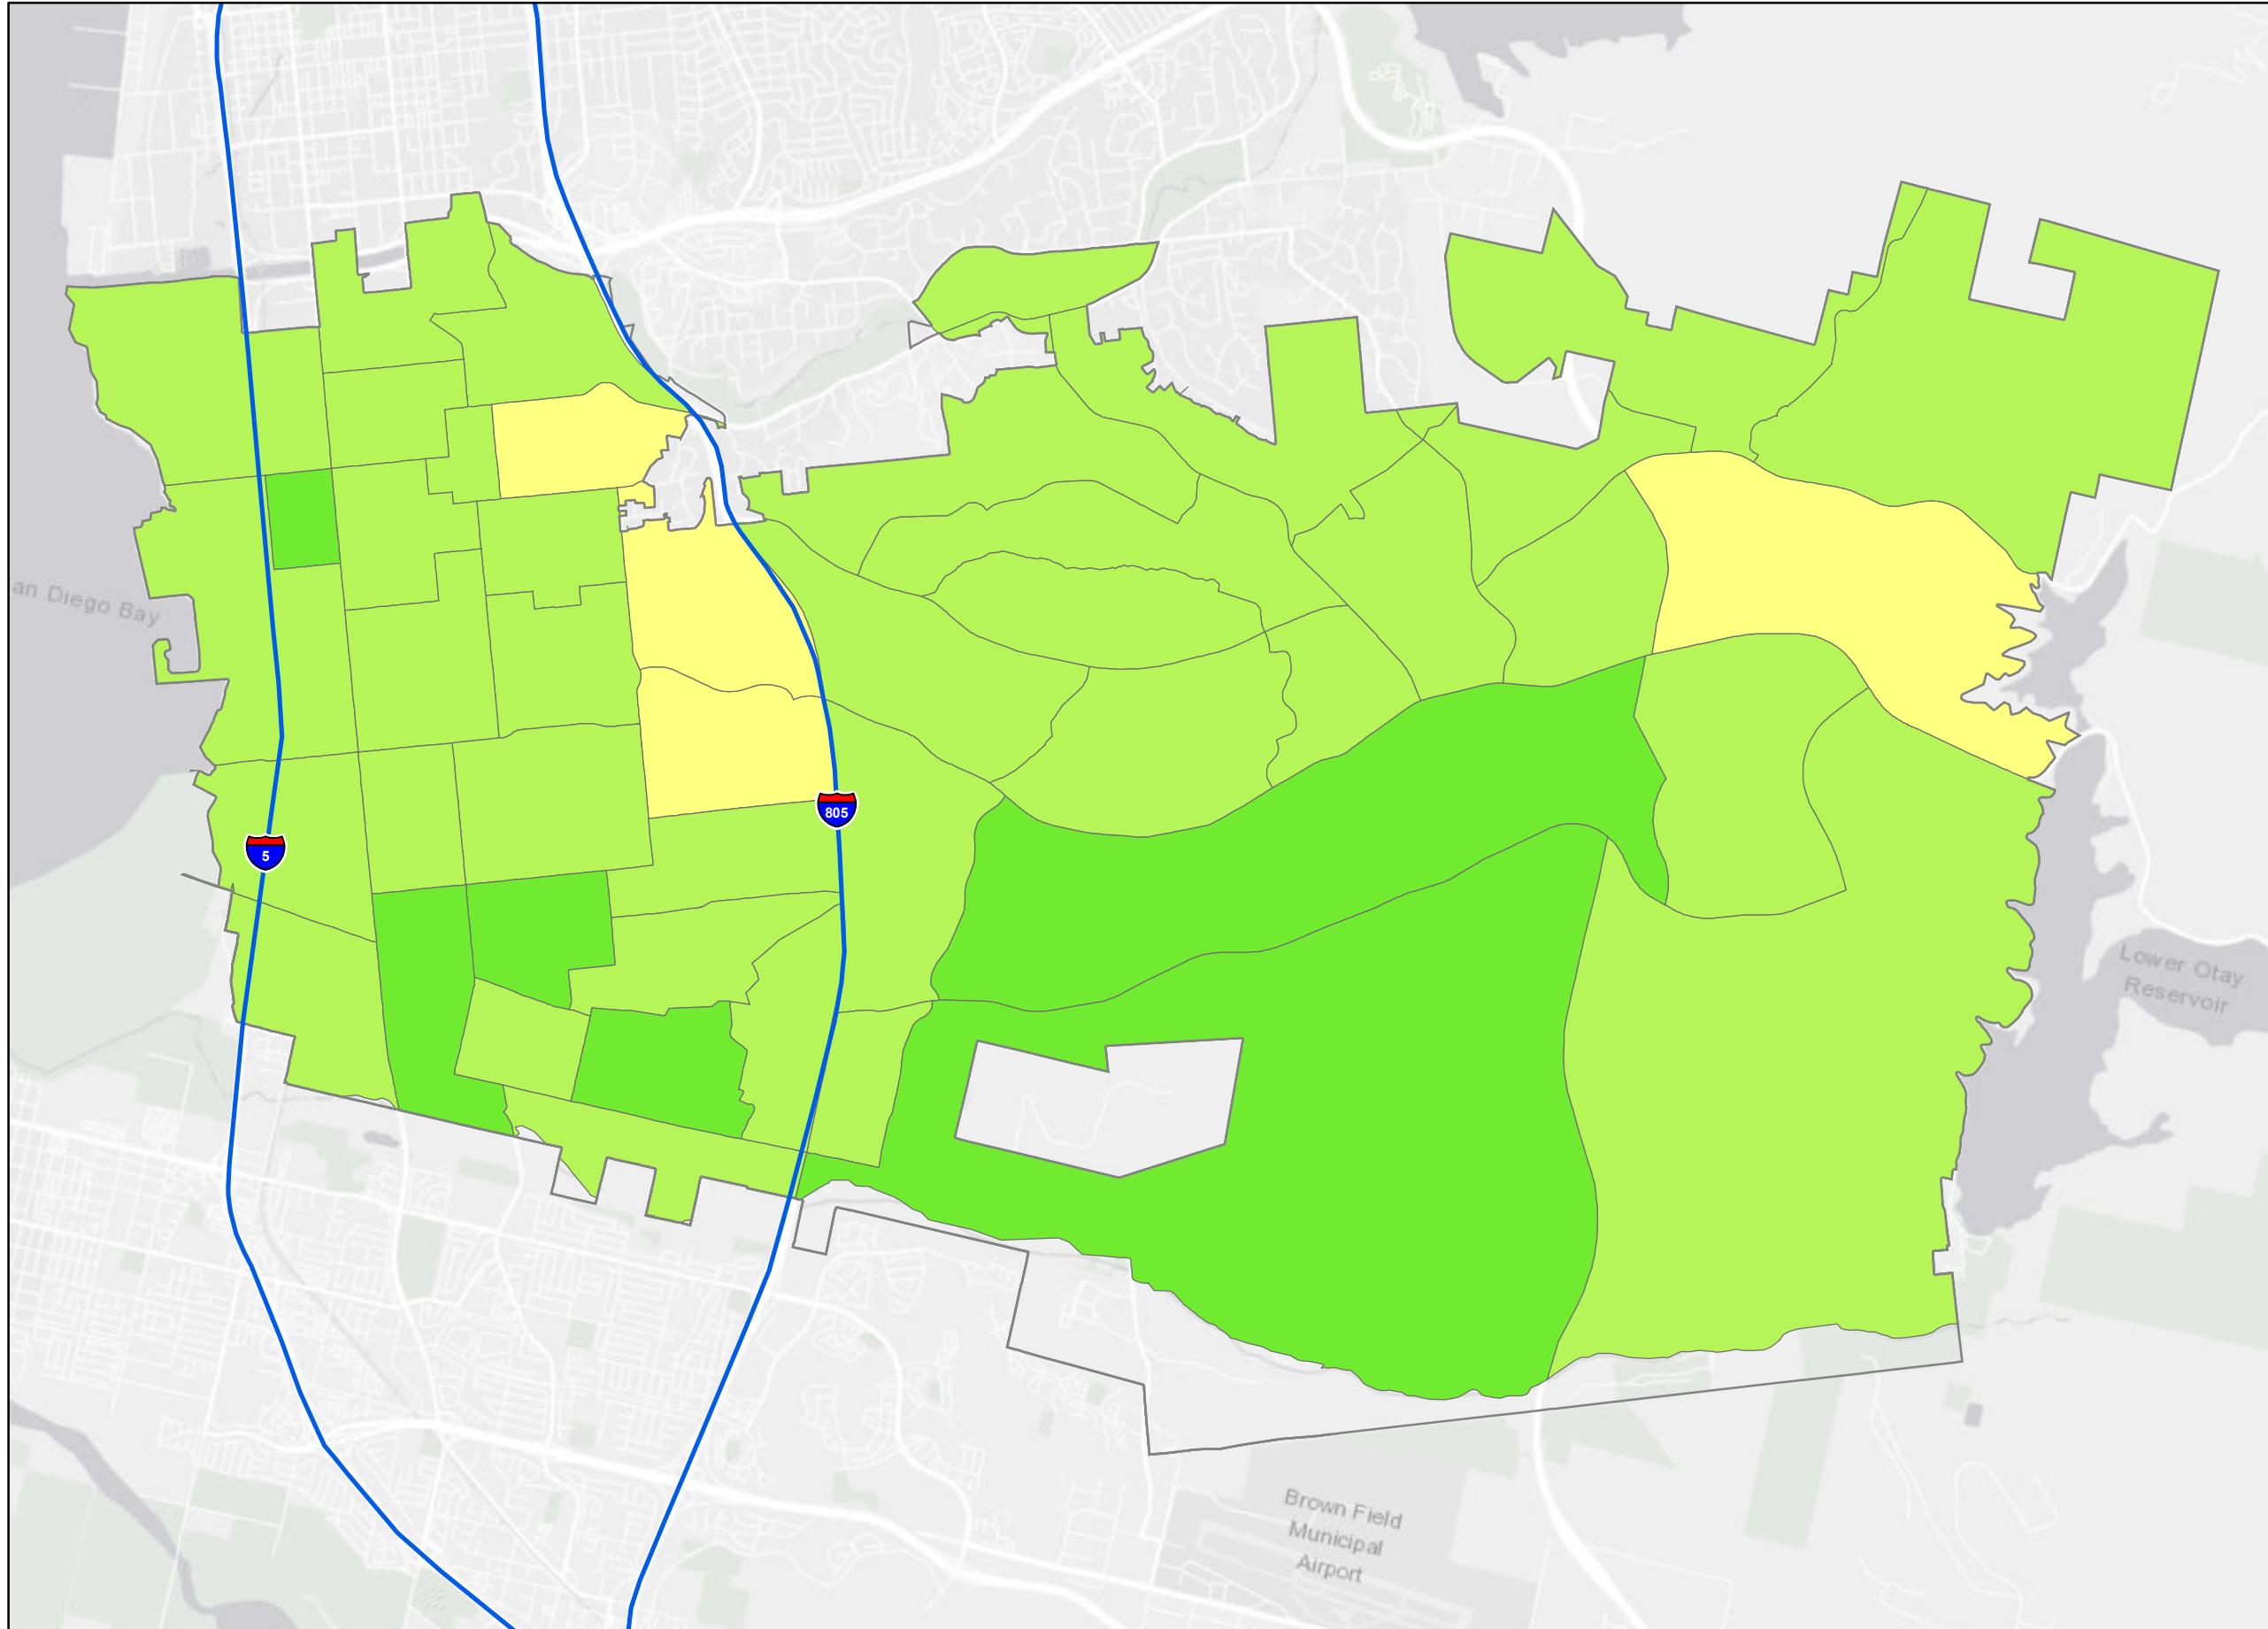 an Diego Bay
805
5
Lower Otay
Reservoir
Brown Field
Municipal
Airport